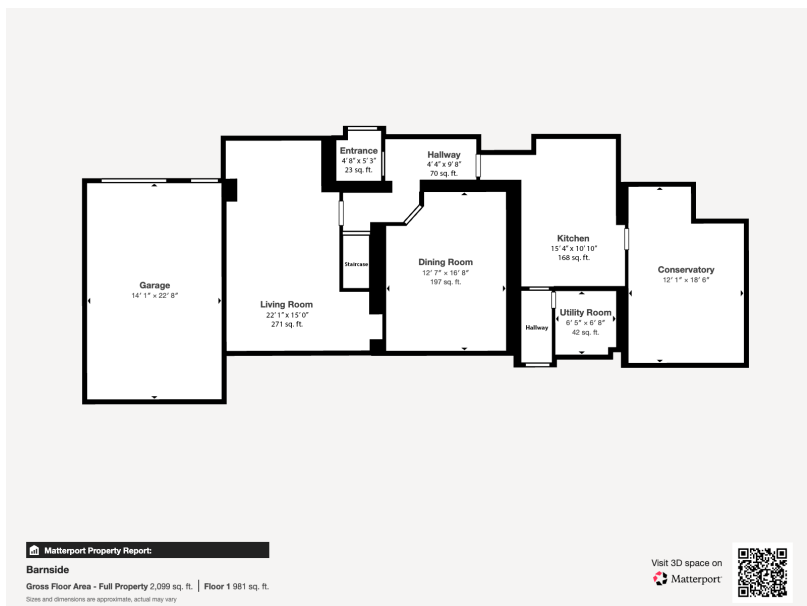 Entrance
4' 8" x 5' 3"
23 sq. ft.
Hallway
4' 4" x 9' 8"
70 sq. ft.
Kitchen
15' 4" x 10' 10"
168 sq. ft.
Staircase
Dining Room
12' 7" × 16' 8"
197 sq. ft.
Conservatory
12' 1" × 18' 6"
Garage
14' 1" × 22' 8"
Living Room
22' 1" x 15' 0"
271 sq. ft.
Hallway
Utility Room
6' 5" × 6' 8"
42 sq. ft.
Matterport Property Report:
Barnside
Gross Floor Area - Full Property 2,099 sq. ft. | Floor 1 981 sq. ft.
Sizes and dimensions are approximate, actual may vary
Visit 3D space on
Matterport